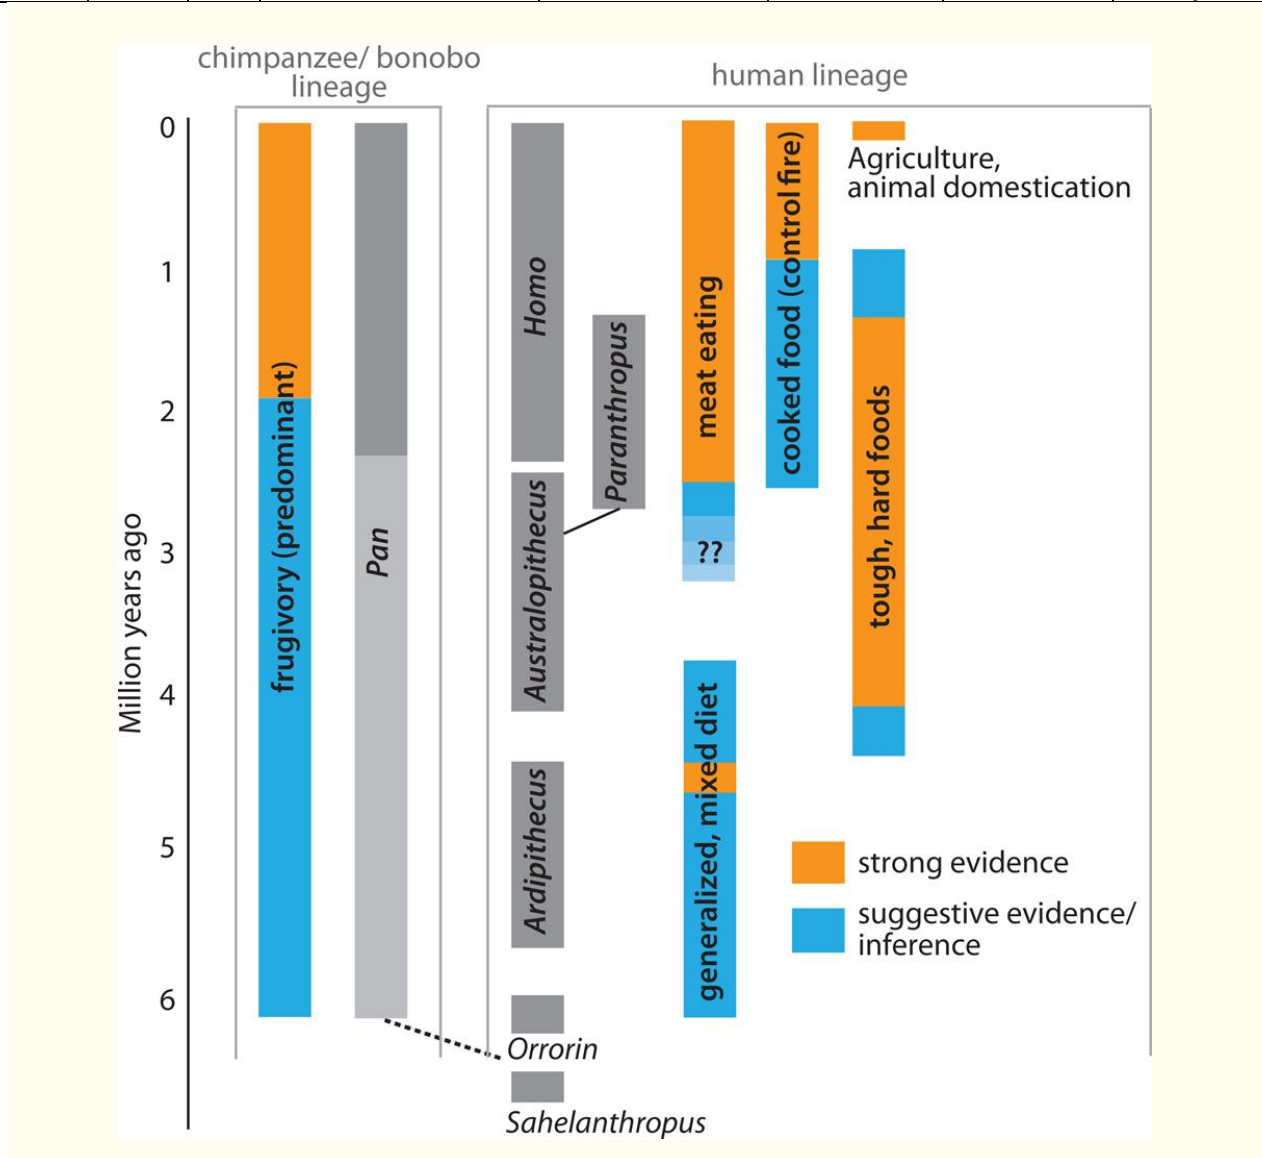 chimpanzee/ bonobo
lineage
human lineage
0
1
2
3
4
5
6
Million years ago
frugivory (predominant)
Pan
Homo
Paranthropus
Australopithecus
Ardipithecus
Orrorin
Sahelanthropus
meat eating
??
generalized, mixed diet
cooked food (control fire)
Agriculture,
animal domestication
tough, hard foods
strong evidence
suggestive evidence/
inference